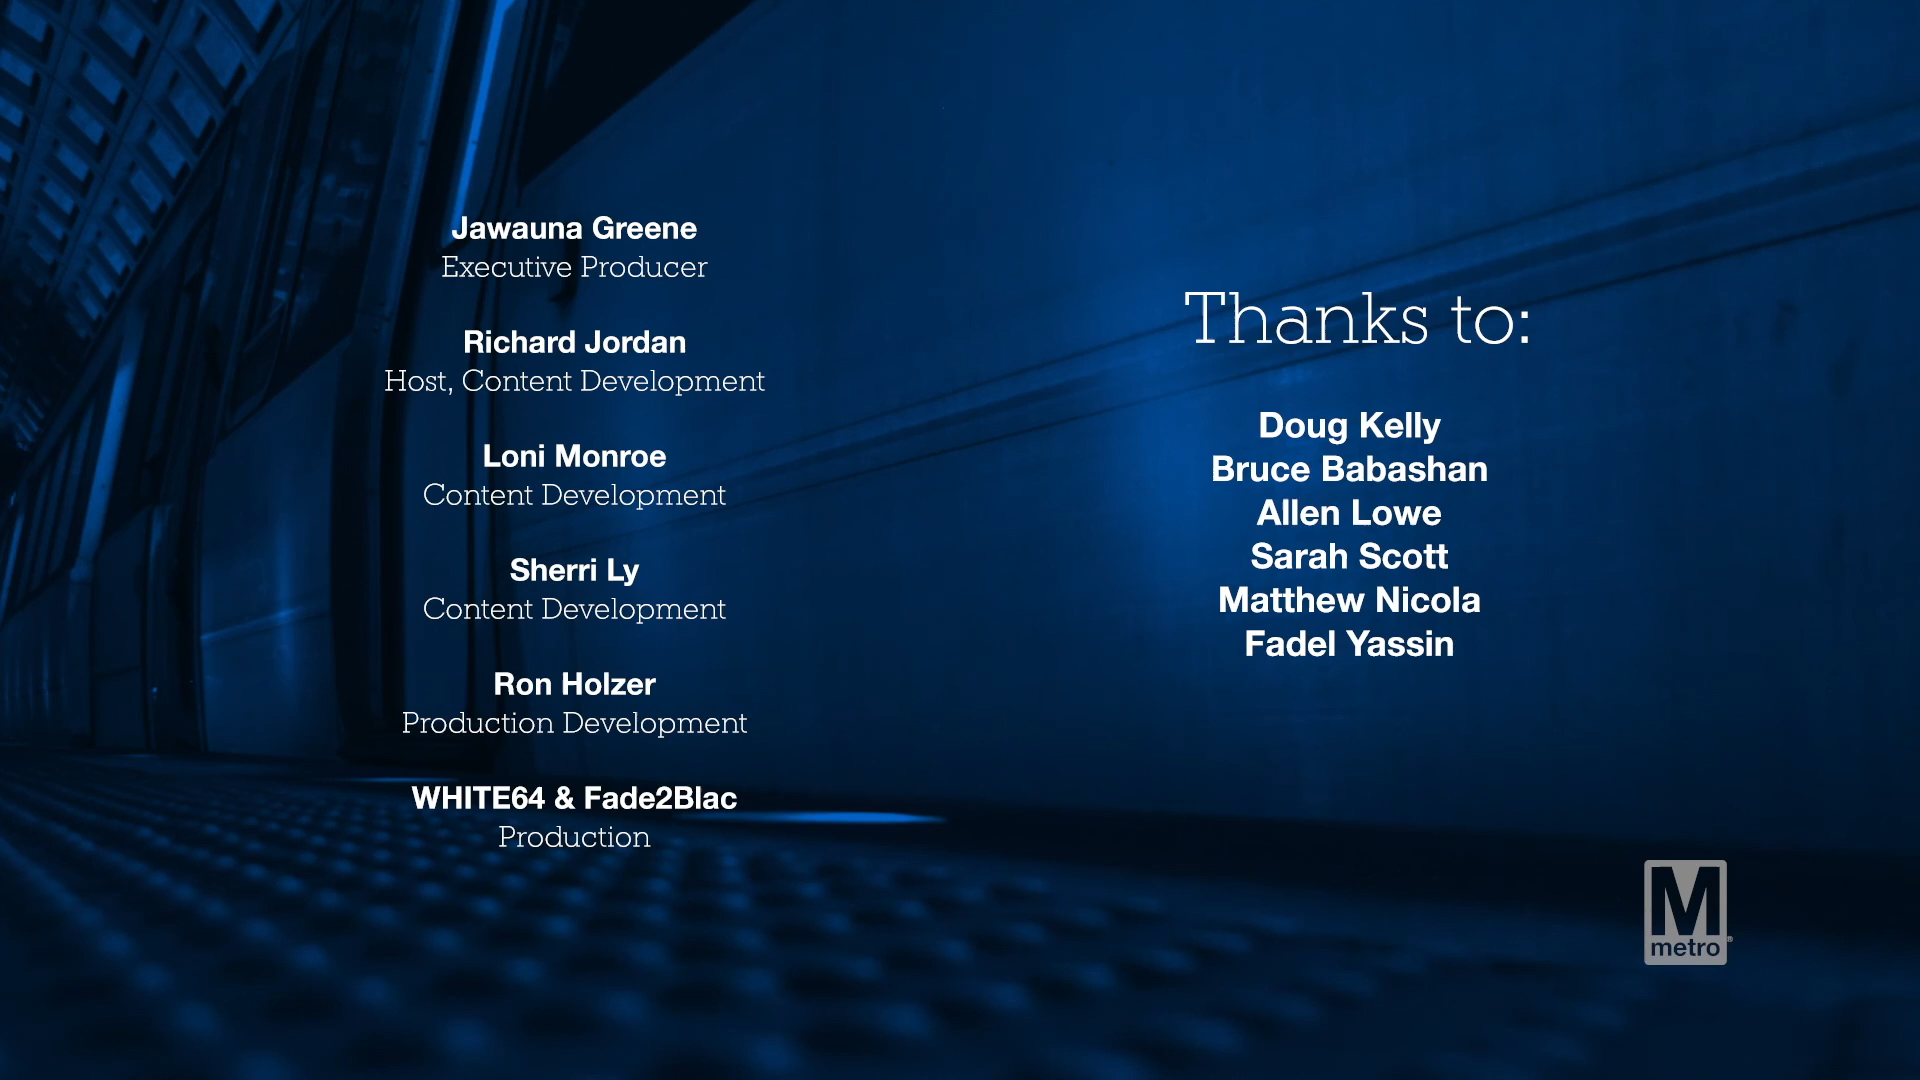 Jawauna Greene
Executive Producer
Richard Jordan
Host, Content Development
Loni Monroe
Content Development
Sherri Ly
Content Development
Ron Holzer
Production Development
WHITE64 & Fade2Blac
Production
Thanks to:
Doug Kelly
Bruce Babashan
Allen Lowe
Sarah Scott
Matthew Nicola
Fadel Yassin
M
metro®